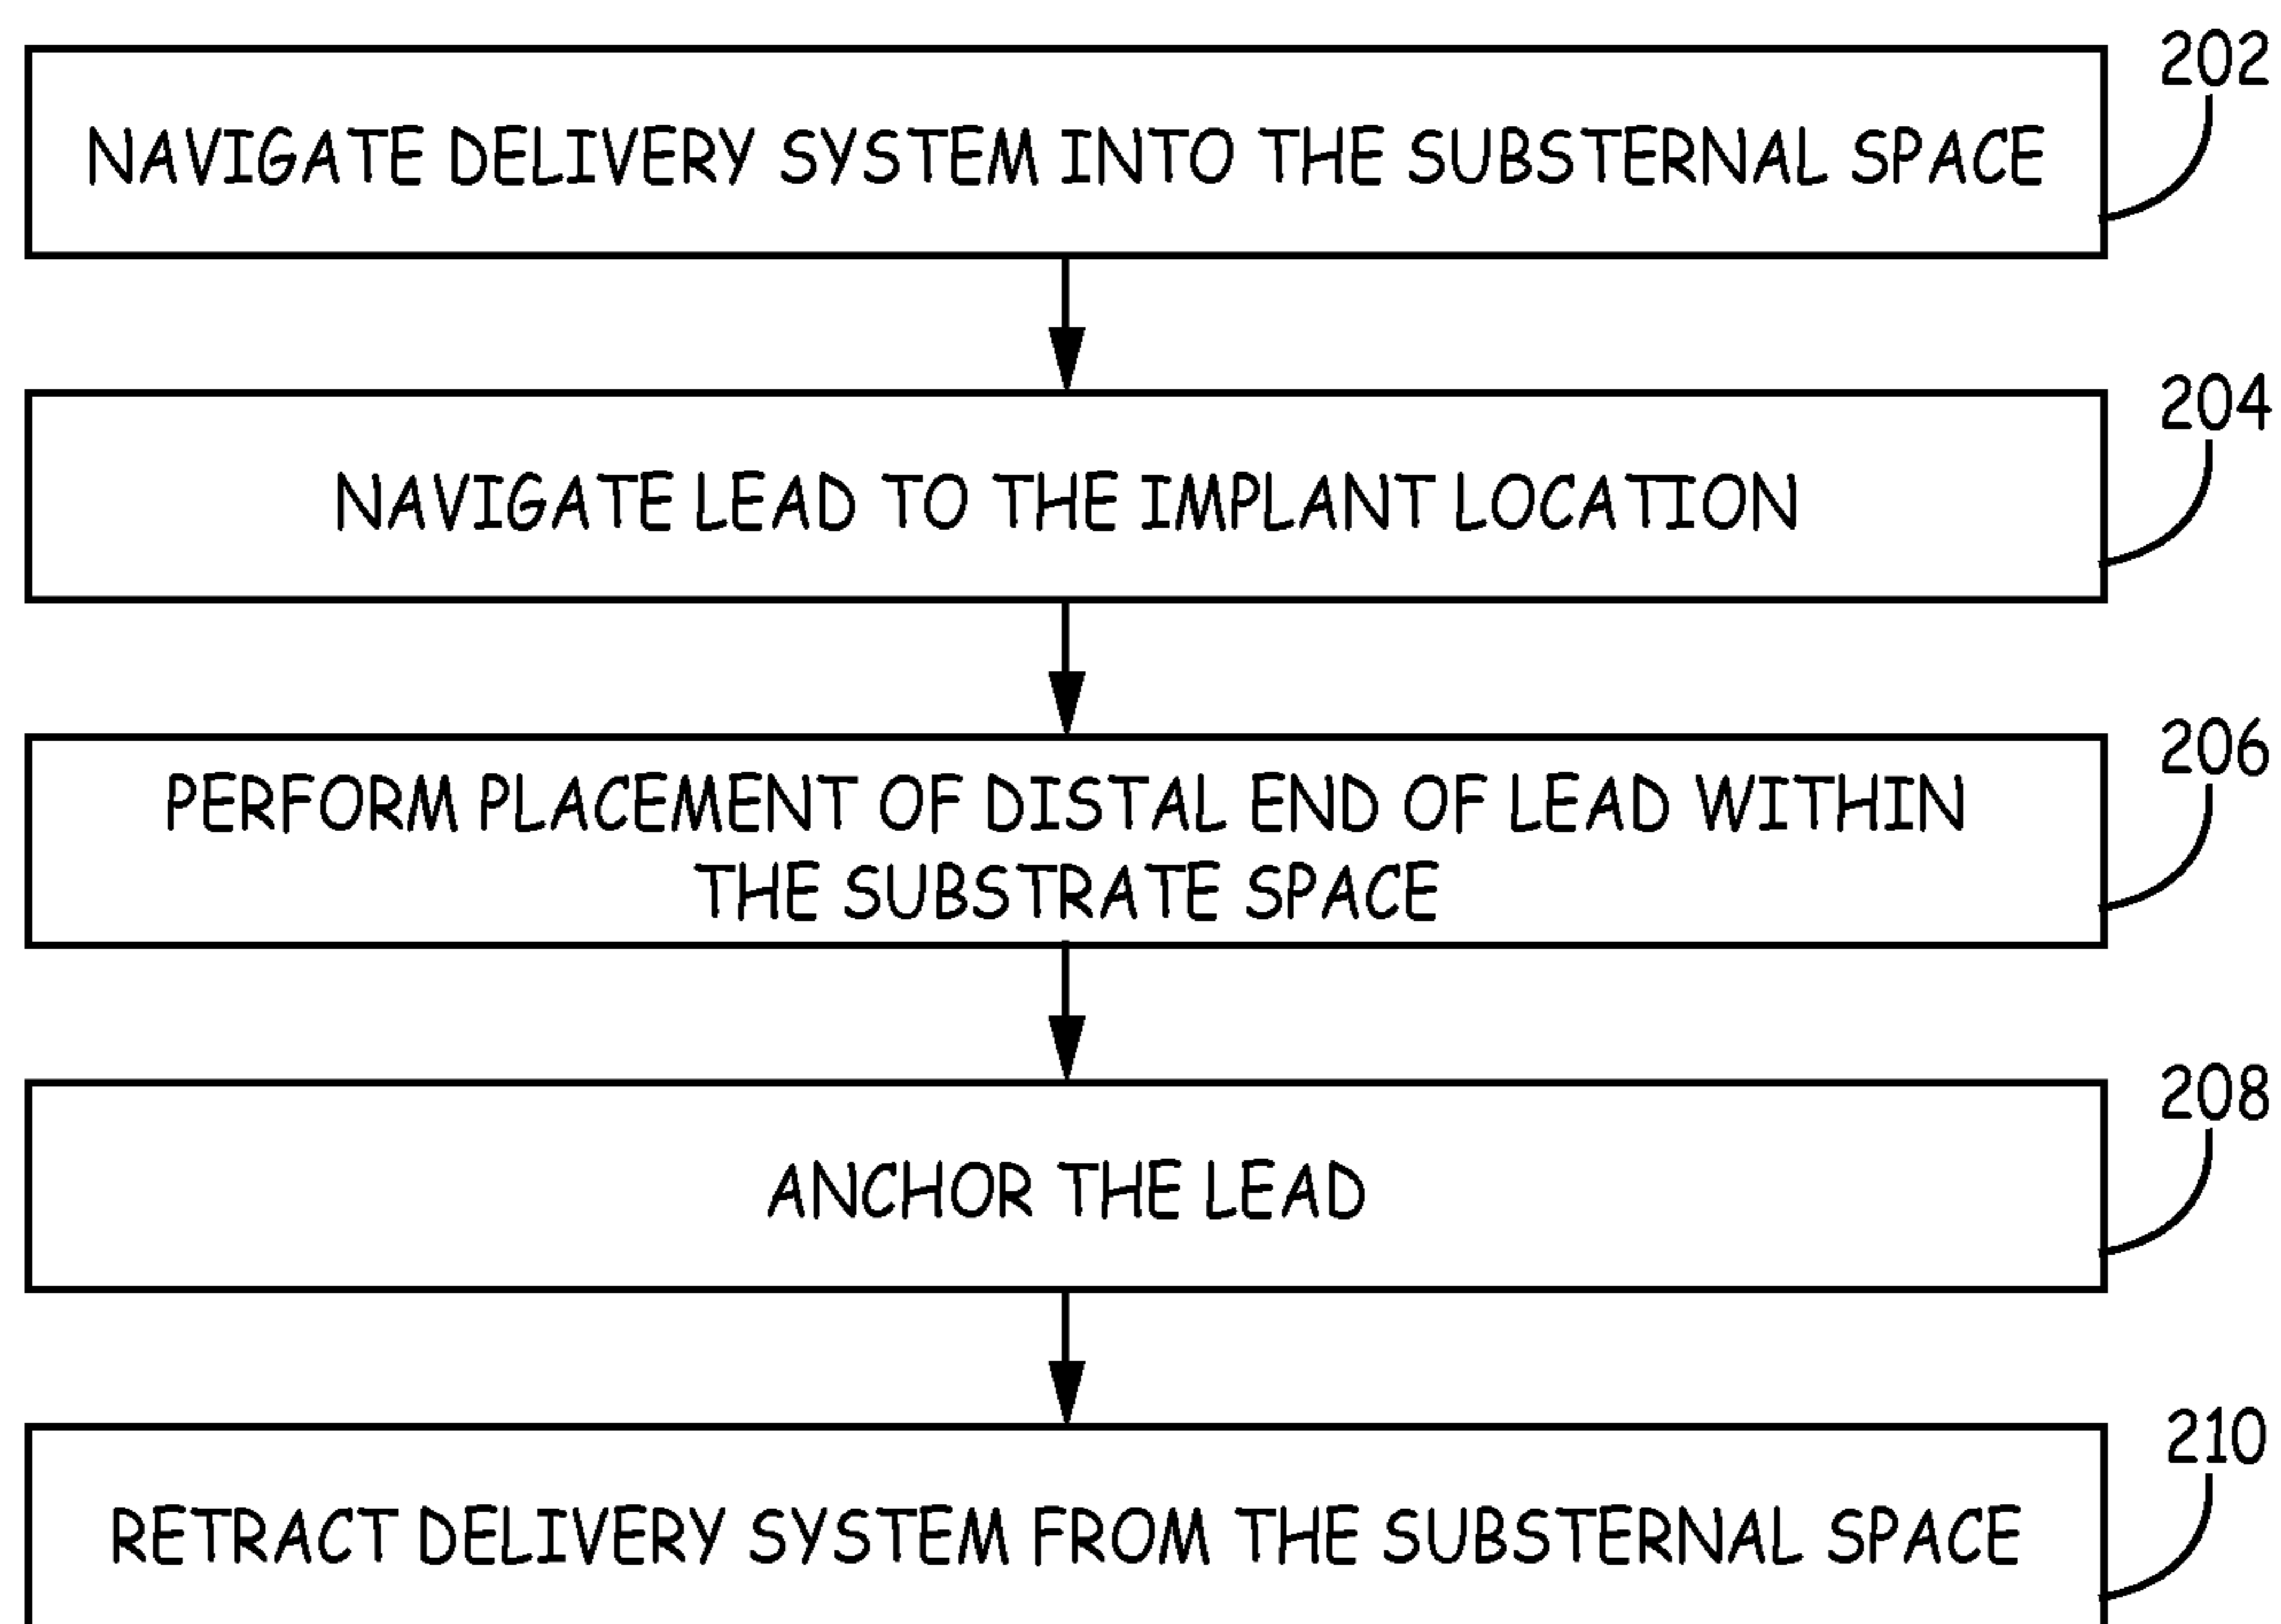 202
NAVIGATE DELIVERY SYSTEM INTO THE SUBSTERNAL SPACE
204
NAVIGATE LEAD TO THE IMPLANT LOCATION
206
PERFORM PLACEMENT OF DISTAL END OF LEAD WITHIN
THE SUBSTRATE SPACE
208
ANCHOR THE LEAD
210
RETRACT DELIVERY SYSTEM FROM THE SUBSTERNAL SPACE